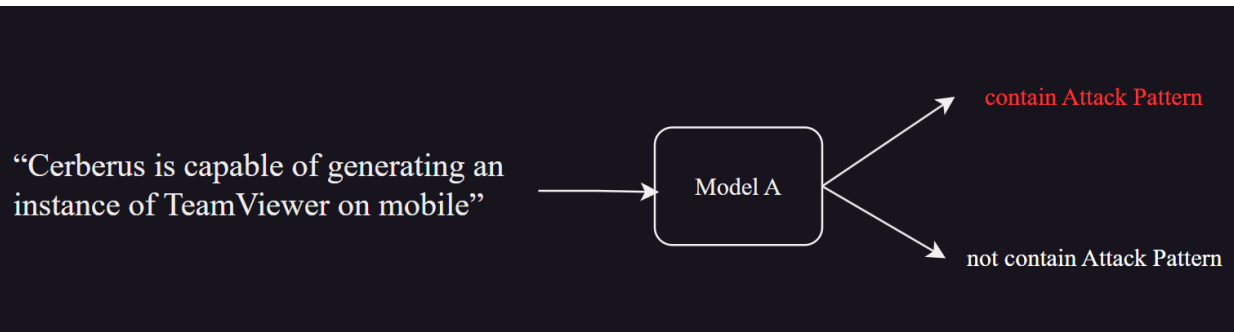 “Cerberus is capable of generating an
instance of TeamViewer on mobile”
Model A
contain Attack Pattern
not contain Attack Pattern